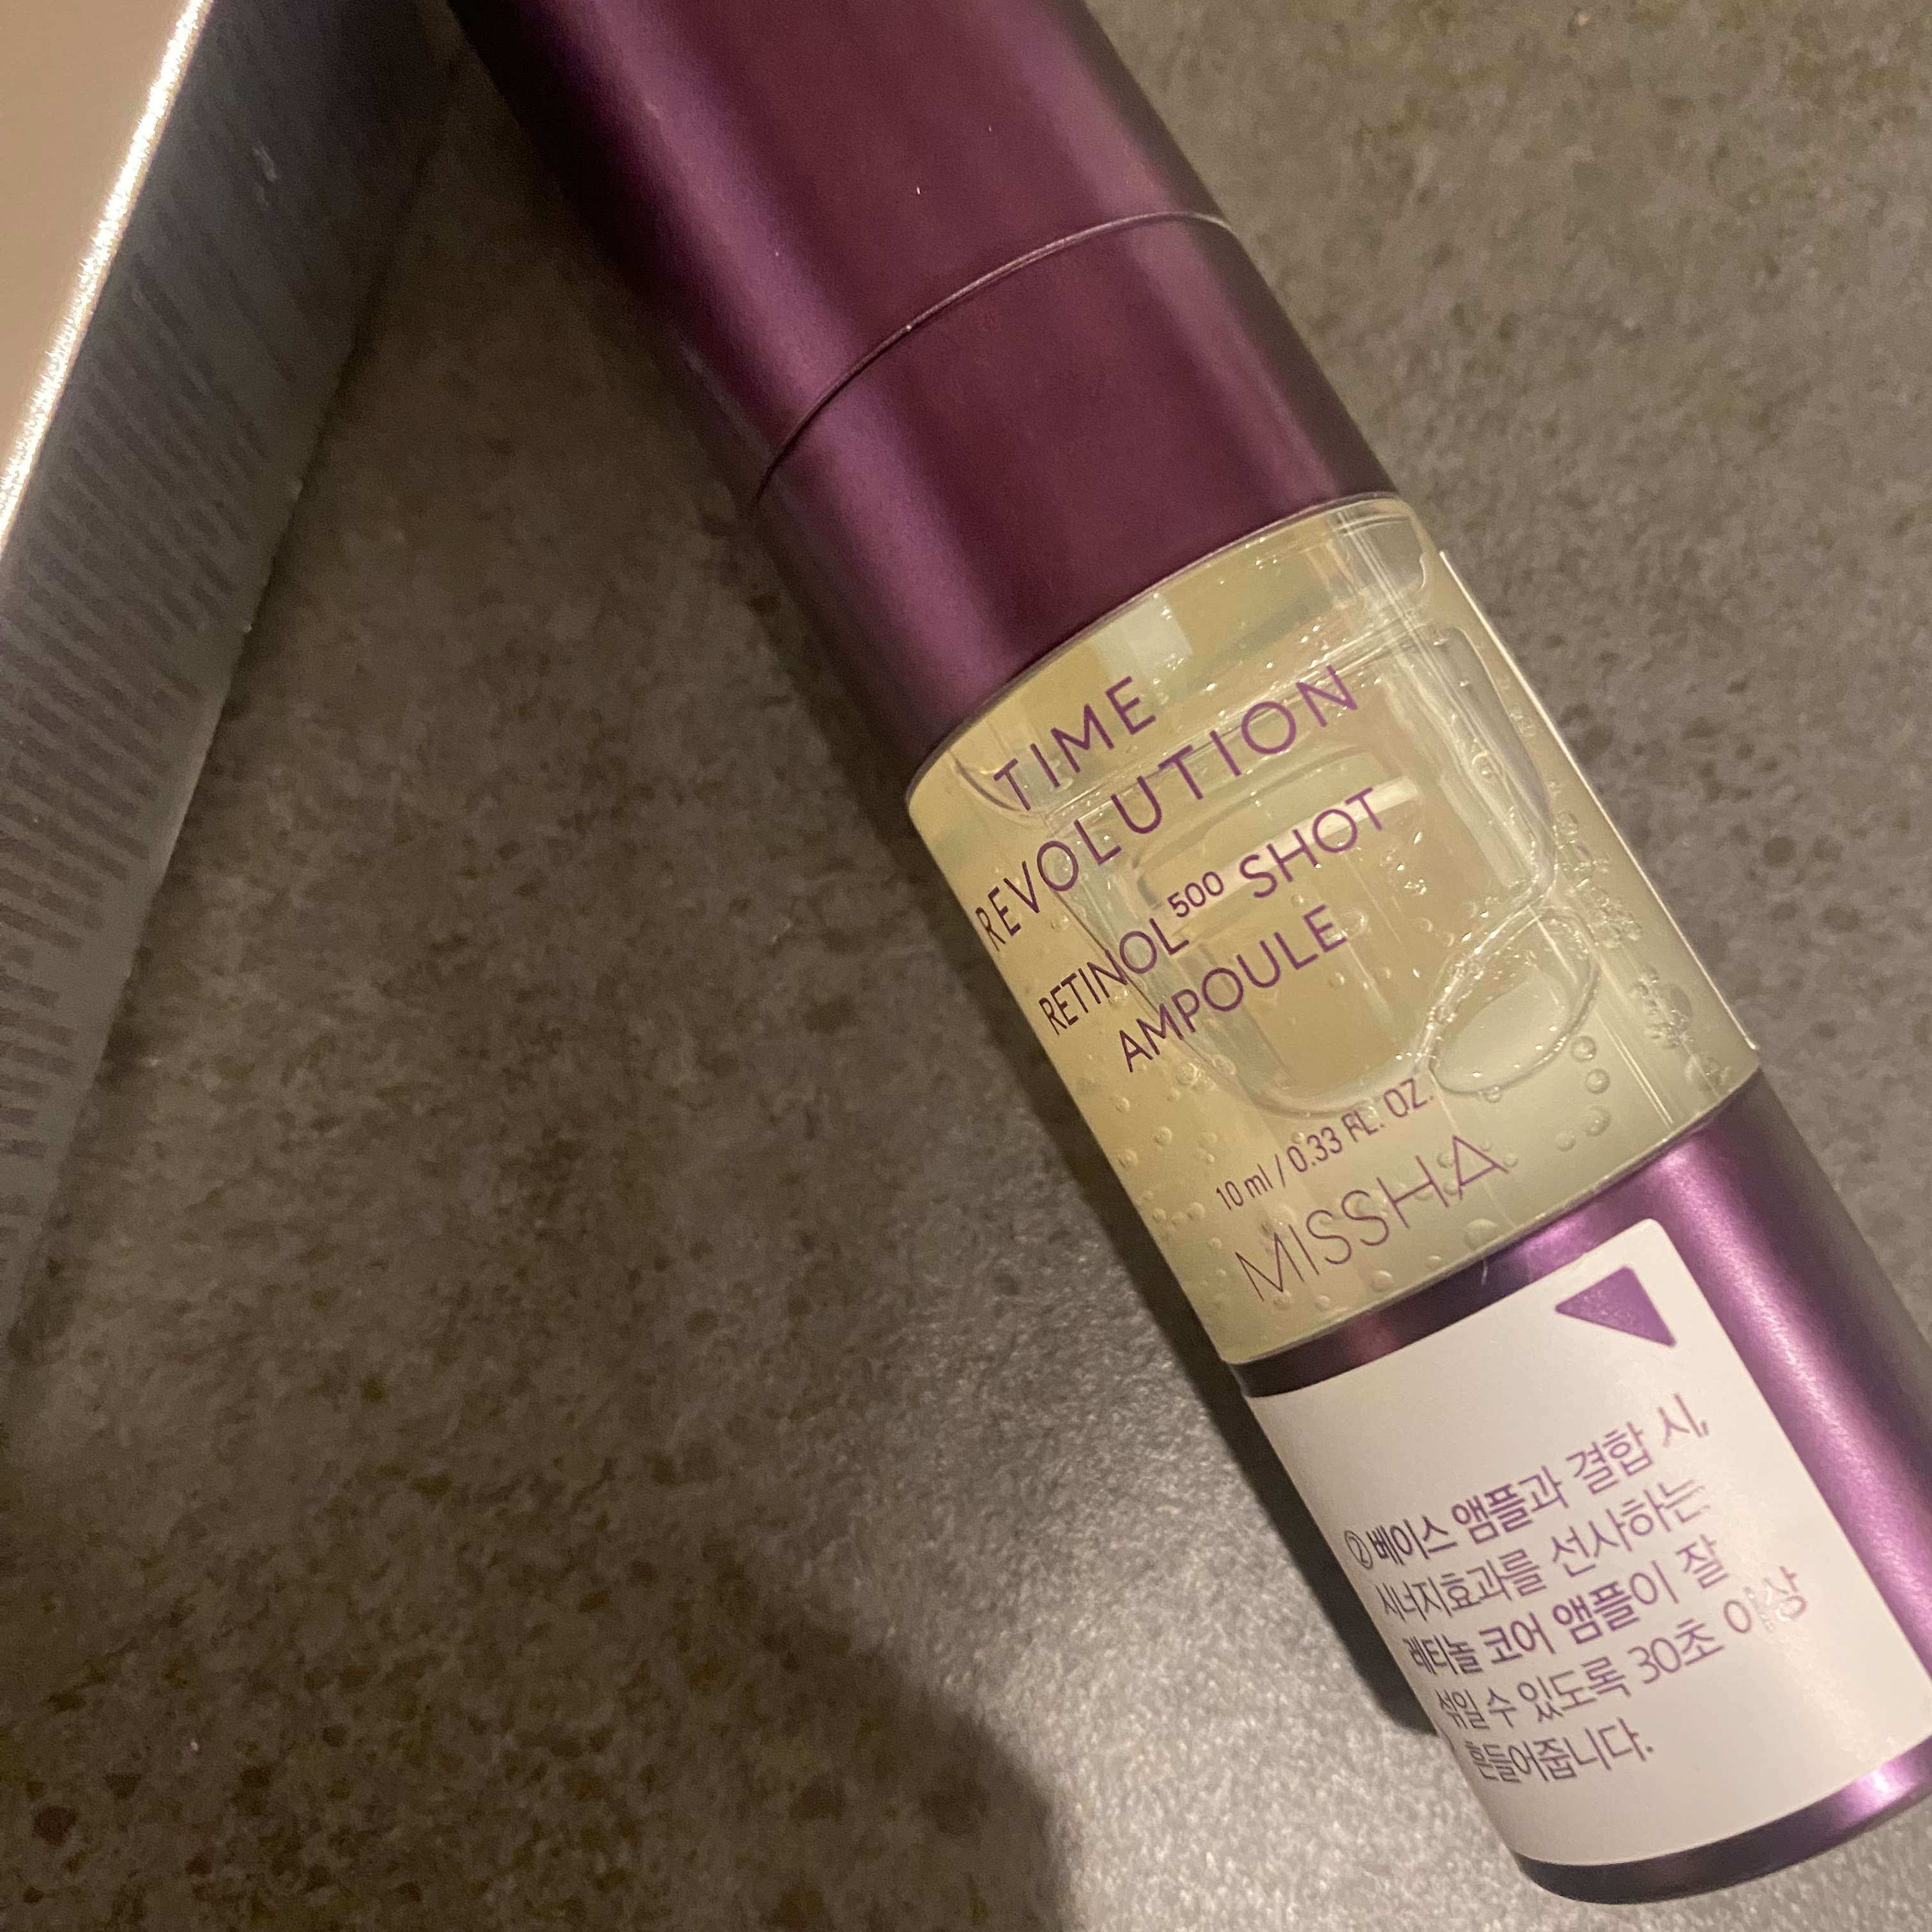 TIME
REVOLUTION
RETINOL⁵⁰⁰ SHOT
AMPOULE
10 ml / 0.33 FL. OZ.
MISSHA
②베이스 앰플과 결합 시,
시너지효과를 선사하는
레티놀 코어 앰플이 잘
섞일 수 있도록 30초 이상
흔들어줍니다.